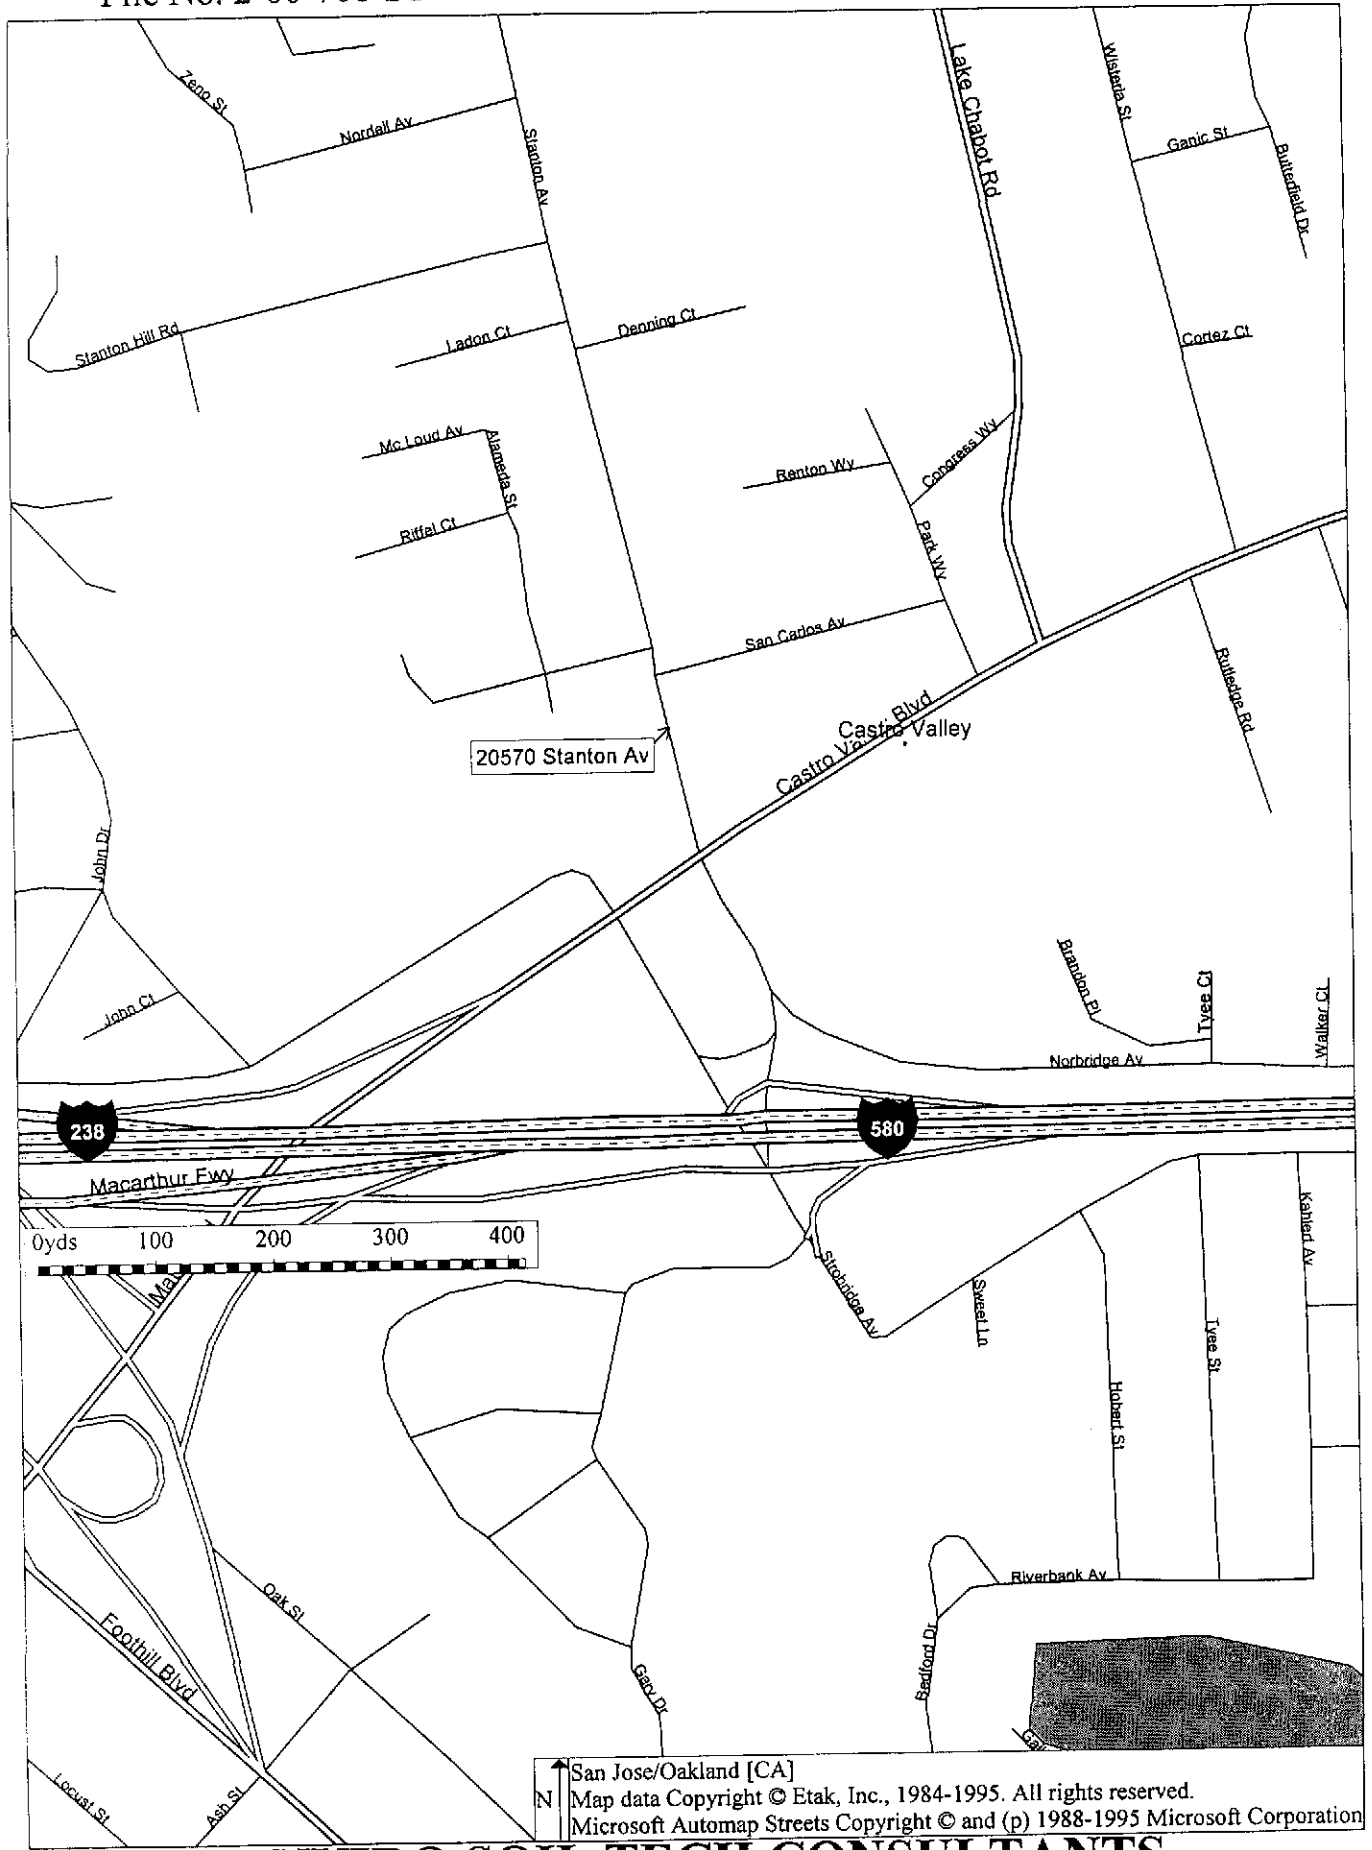 Zeno St
Nordell Av
Stanton Av
Lake Chabot Rd
Wisteria St
Ganic St
Butterfield Dr
Stanton Hill Rd
Ladon Ct
Denning Ct
Cortez Ct
Mc Loud Av
Alameda St
Renton Wy
Congress Wy
Riffel Ct
Park Wy
San Carlos Av
Rutledge Rd
20570 Stanton Av
Castro Blvd
Castro Valley
John Dr
John Ct
Brandon Pl
Tyee Ct
Walker Ct
Norbridge Av
238
580
Macarthur Fwy
0yds 100 200 300 400
Strobridge Av
Sweet Ln
Kahlert Av
Tyee St
Hobert St
Riverbank Av
Oak St
Foothill Blvd
Gary Dr
Bedford Dr
Locust St
Ash St
N
San Jose/Oakland [CA]
Map data Copyright © Etak, Inc., 1984-1995. All rights reserved.
Microsoft Automap Streets Copyright © and (p) 1988-1995 Microsoft Corporation
SOIL TECH CONSULTANTS